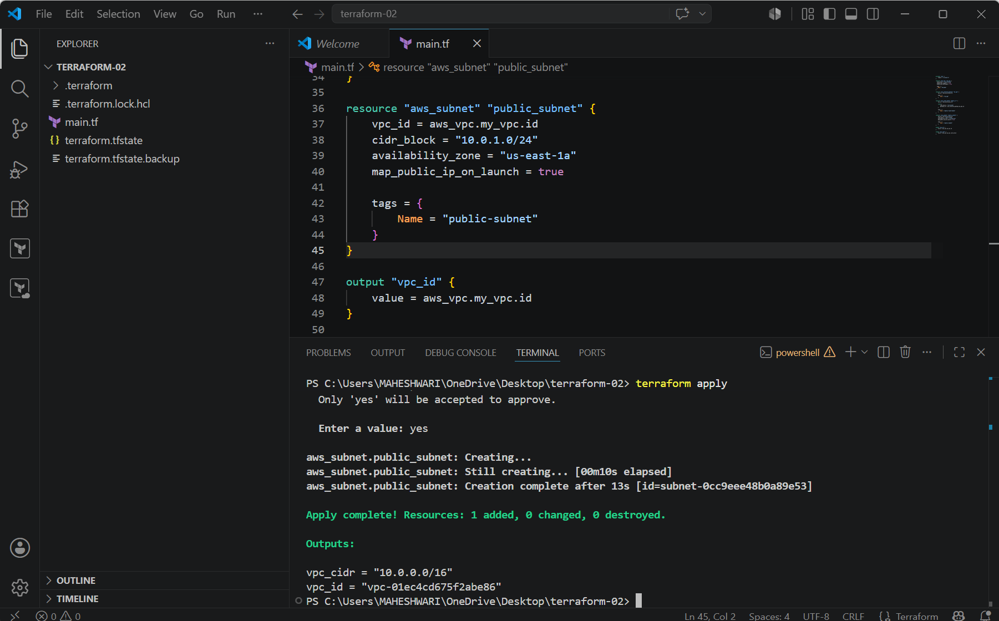 File Edit Selection View Go Run ··· terraform-02
EXPLORER
TERRAFORM-02
.terraform
.terraform.lock.hcl
main.tf
terraform.tfstate
terraform.tfstate.backup
OUTLINE
TIMELINE
Welcome main.tf
main.tf > resource "aws_subnet" "public_subnet"
34 }
35
36 resource "aws_subnet" "public_subnet" {
37 vpc_id = aws_vpc.my_vpc.id
38 cidr_block = "10.0.1.0/24"
39 availability_zone = "us-east-1a"
40 map_public_ip_on_launch = true
41
42 tags = {
43 Name = "public-subnet"
44 }
45 }
46
47 output "vpc_id" {
48 value = aws_vpc.my_vpc.id
49 }
50
PROBLEMS OUTPUT DEBUG CONSOLE TERMINAL PORTS powershell
PS C:\Users\MAHESHWARI\OneDrive\Desktop\terraform-02> terraform apply
Only 'yes' will be accepted to approve.
Enter a value: yes
aws_subnet.public_subnet: Creating...
aws_subnet.public_subnet: Still creating... [00m10s elapsed]
aws_subnet.public_subnet: Creation complete after 13s [id=subnet-0cc9eee48b0a89e53]
Apply complete! Resources: 1 added, 0 changed, 0 destroyed.
Outputs:
vpc_cidr = "10.0.0.0/16"
vpc_id = "vpc-01ec4cd675f2abe86"
PS C:\Users\MAHESHWARI\OneDrive\Desktop\terraform-02>
0 0 Ln 45, Col 2 Spaces: 4 UTF-8 CRLF Terraform